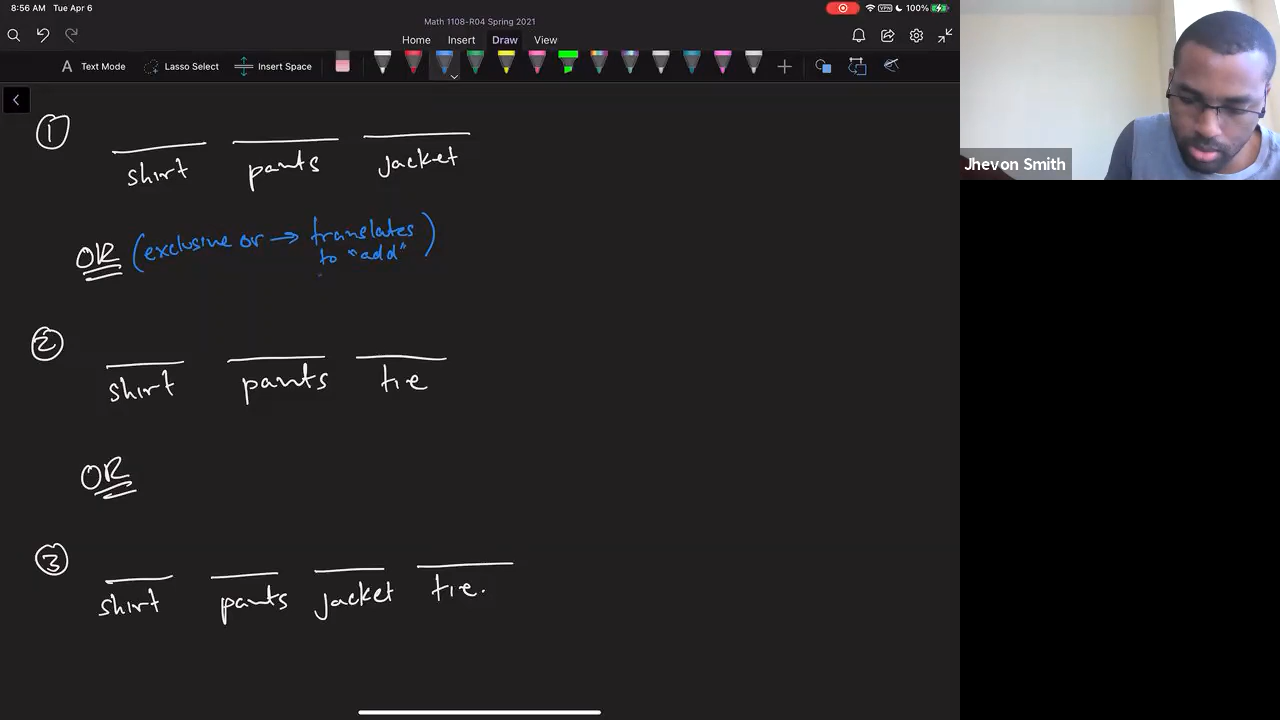 8:56 AM Tue Apr 6
100%
Math 1108-R04 Spring 2021
Home Insert Draw View
Text Mode Lasso Select Insert Space
Jhevon Smith
1
shirt pants jacket
OR (exclusive or → translates
to "add")
2
shirt pants tie
OR
3
shirt pants jacket tie.